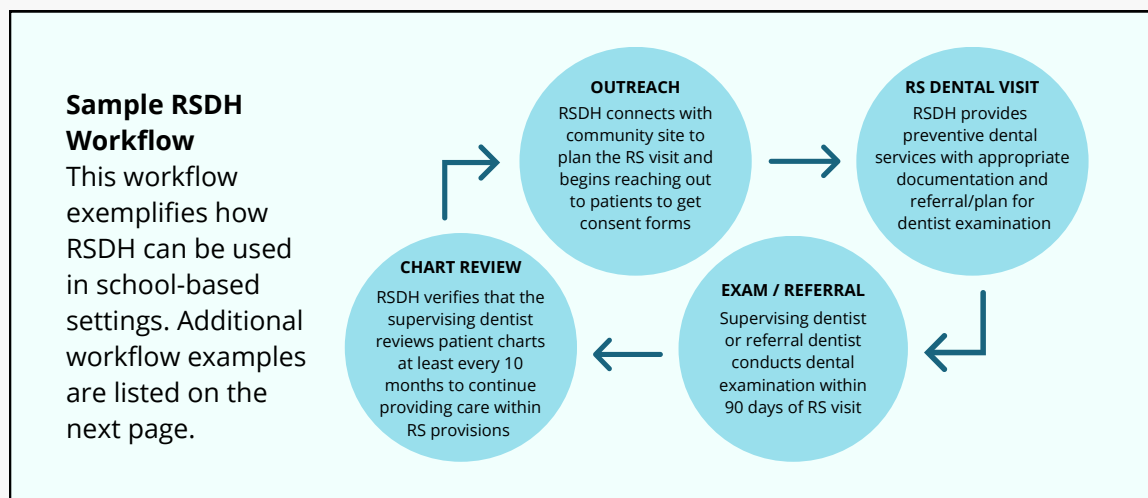 Sample RSDH
Workflow
This workflow
exemplifies how
RSDH can be used
in school-based
settings. Additional
workflow examples
are listed on the
next page.
OUTREACH
RSDH connects with
community site to
plan the RS visit and
begins reaching out
to patients to get
consent forms
RS DENTAL VISIT
RSDH provides
preventive dental
services with appropriate
documentation and
referral/plan for
dentist examination
EXAM / REFERRAL
Supervising dentist
or referral dentist
conducts dental
examination within
90 days of RS visit
CHART REVIEW
RSDH verifies that the
supervising dentist
reviews patient charts
at least every 10
months to continue
providing care within
RS provisions